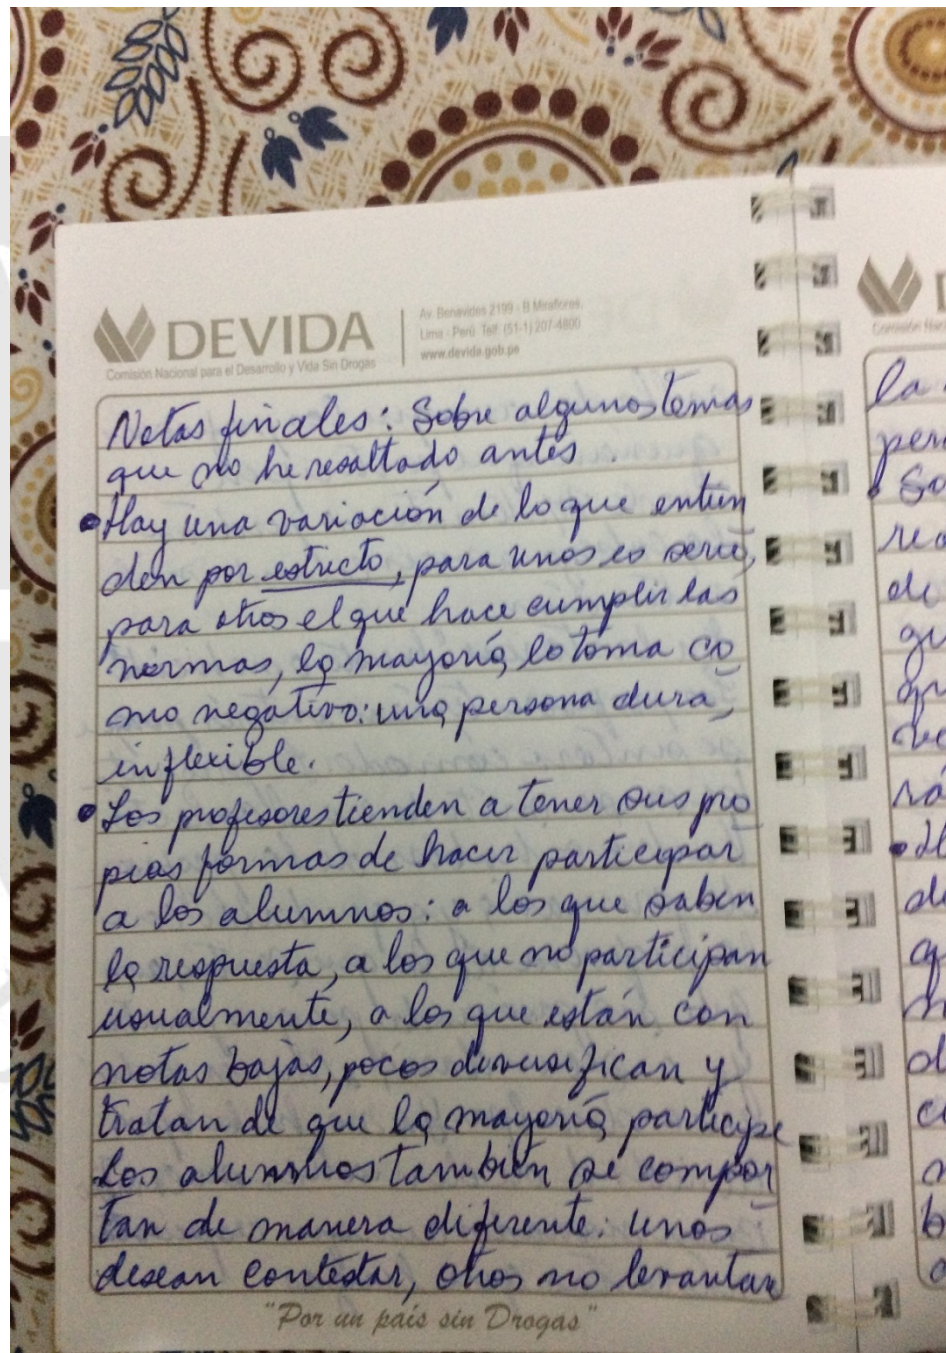 DEVIDA
Comisión Nacional para el Desarrollo y Vida Sin Drogas
Av. Benavides 2199 - B Miraflores,
Lima - Perú. Telf: (51-1) 207-4800
www.devida.gob.pe
Notas finales: Sobre algunos temas
que no he resaltado antes.
• Hay una variación de lo que entien
den por estricto, para unos es serio,
para otros el que hace cumplir las
normas, la mayoría lo toma co
mo negativo: una persona dura,
inflexible.
• Los profesores tienden a tener sus pro
pias formas de hacer participar
a los alumnos: a los que saben
la respuesta, a los que no participan
usualmente, a los que están con
notas bajas, pocos diversifican y
tratan de que la mayoría participe
Los alumnos también se compor
tan de manera diferente: unos
desean contestar, otros no levantan
"Por un país sin Drogas"
la